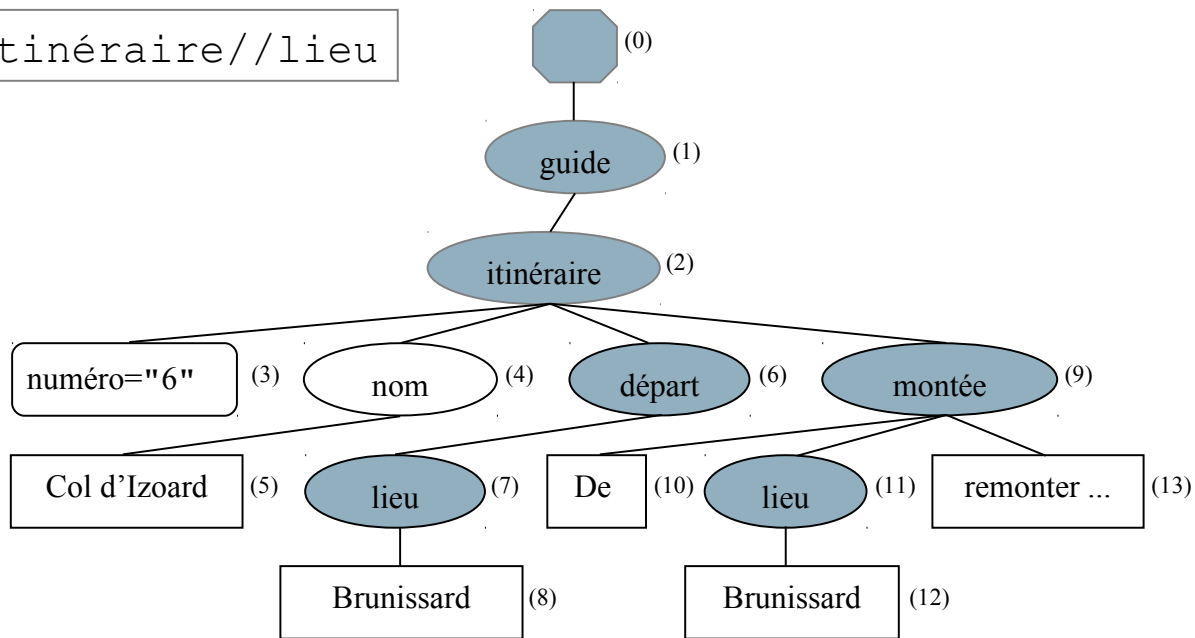 tinéraire//lieu
(0)
guide (1)
itinéraire (2)
numéro="6" (3) nom (4) départ (6) montée (9)
Col d’Izoard (5) lieu (7) De (10) lieu (11) remonter ... (13)
Brunissard (8) Brunissard (12)